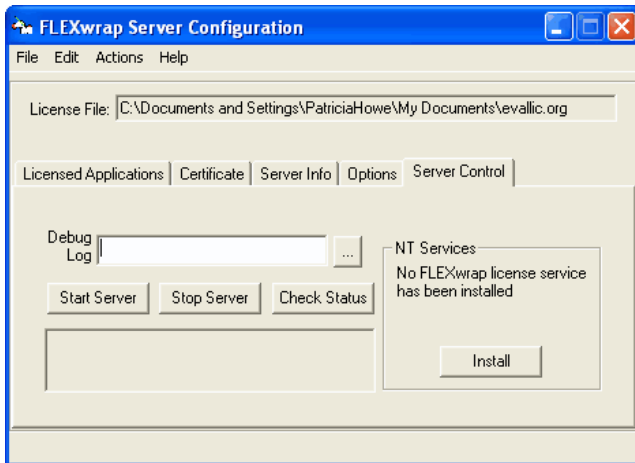 FLEXwrap Server Configuration
File Edit Actions Help
License File: C:\Documents and Settings\PatriciaHowe\My Documents\evallic.org
Licensed Applications Certificate Server Info Options Server Control
Debug
Log
...
Start Server Stop Server Check Status
NT Services
No FLEXwrap license service
has been installed
Install